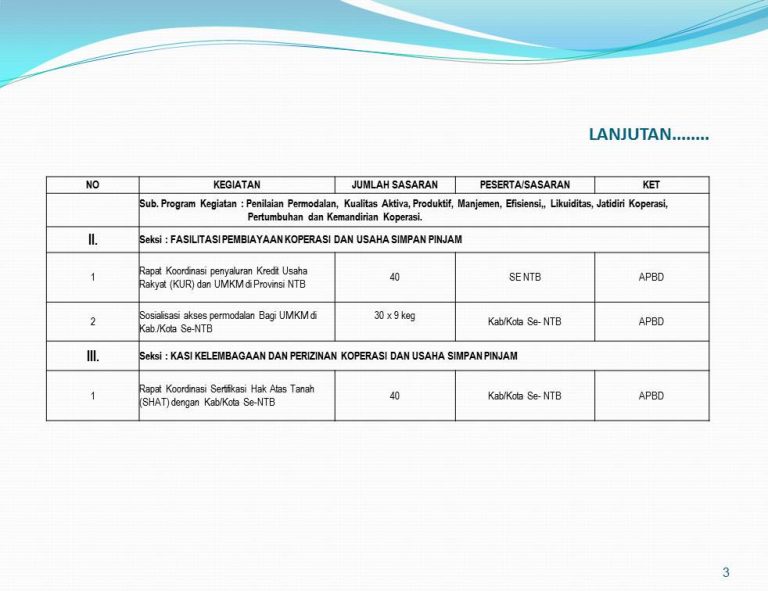 LANJUTAN........
NO KEGIATAN JUMLAH SASARAN PESERTA/SASARAN KET
Sub. Program Kegiatan : Penilaian Permodalan, Kualitas Aktiva, Produktif, Manjemen, Efisiensi,, Likuiditas, Jatidiri Koperasi,
Pertumbuhan dan Kemandirian Koperasi.
II. Seksi : FASILITASI PEMBIAYAAN KOPERASI DAN USAHA SIMPAN PINJAM
1 Rapat Koordinasi penyaluran Kredit Usaha
Rakyat (KUR) dan UMKM di Provinsi NTB 40 SE NTB APBD
2 Sosialisasi akses permodalan Bagi UMKM di
Kab./Kota Se-NTB 30 x 9 keg Kab/Kota Se- NTB APBD
III. Seksi : KASI KELEMBAGAAN DAN PERIZINAN KOPERASI DAN USAHA SIMPAN PINJAM
1 Rapat Koordinasi Sertifikasi Hak Atas Tanah
(SHAT) dengan Kab/Kota Se-NTB 40 Kab/Kota Se- NTB APBD
3